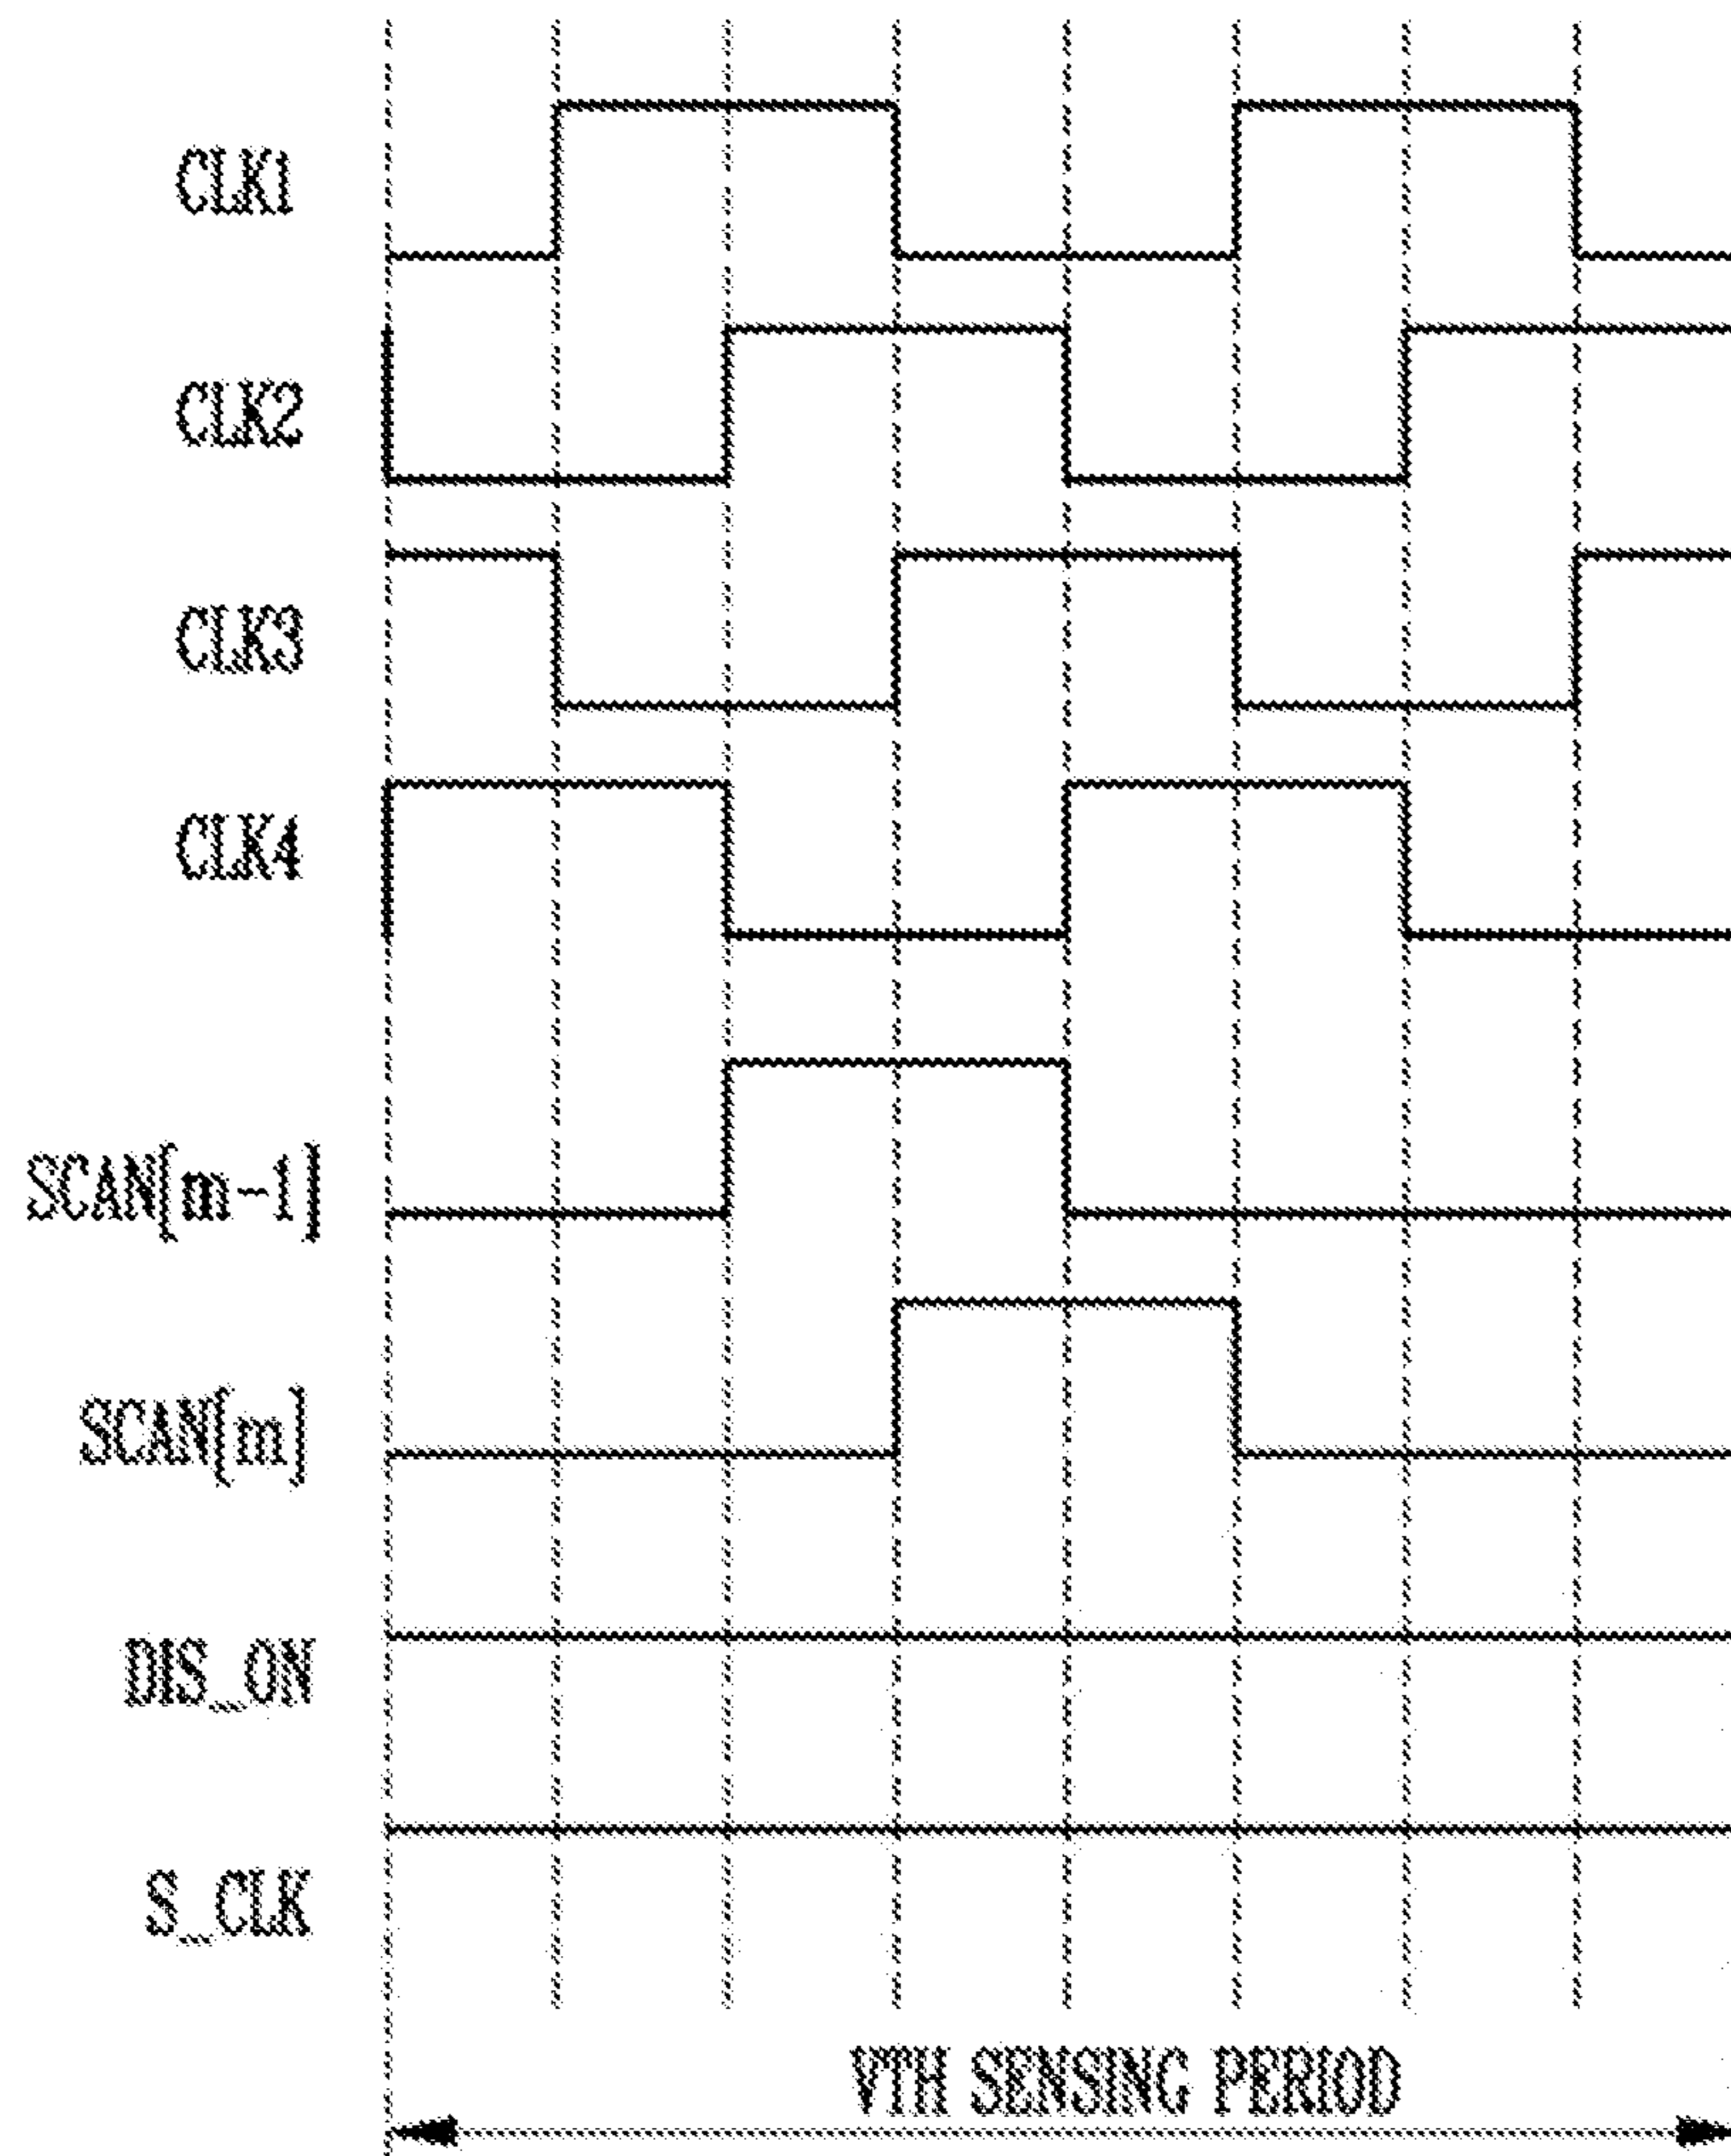 CLK1
CLK2
CLK3
CLK4
SCAN[m-1]
SCAN[m]
DIS_ON
S_CLK
VTH SENSING PERIOD